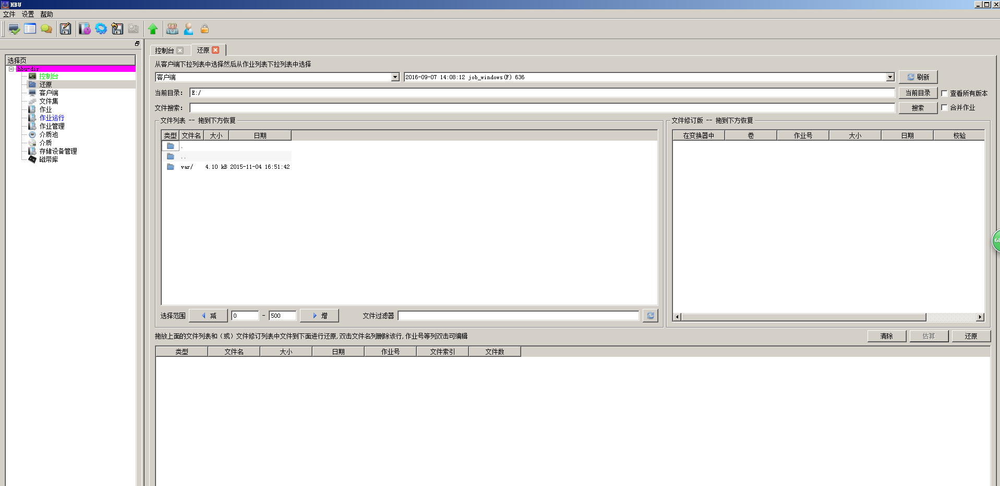 HBU
文件 设置 帮助
选择页
hbu-dir
控制台
还原
客户端
文件集
作业
作业运行
作业管理
介质池
介质
存储设备管理
磁带库
控制台 还原
从客户端下拉列表中选择然后从作业列表下拉列表中选择
客户端 2016-09-07 14:08:12 job_windows(F) 636 刷新
当前目录: E:/ 当前目录 查看所有版本
文件搜索: 搜索 合并作业
文件列表 -- 拖到下方恢复
类型 文件名 大小 日期
.
..
var/ 4.10 kB 2015-11-04 16:51:42
选择范围 减 0 - 500 增 文件过滤器
文件修订版 -- 拖到下方恢复
在变换器中 卷 作业号 大小 日期 校验
68
拖放上面的文件列表和（或）文件修订列表中文件到下面进行还原,双击文件名列删除该行,作业号等列双击可编辑 清除 估算 还原
类型 文件名 大小 日期 作业号 文件索引 文件数